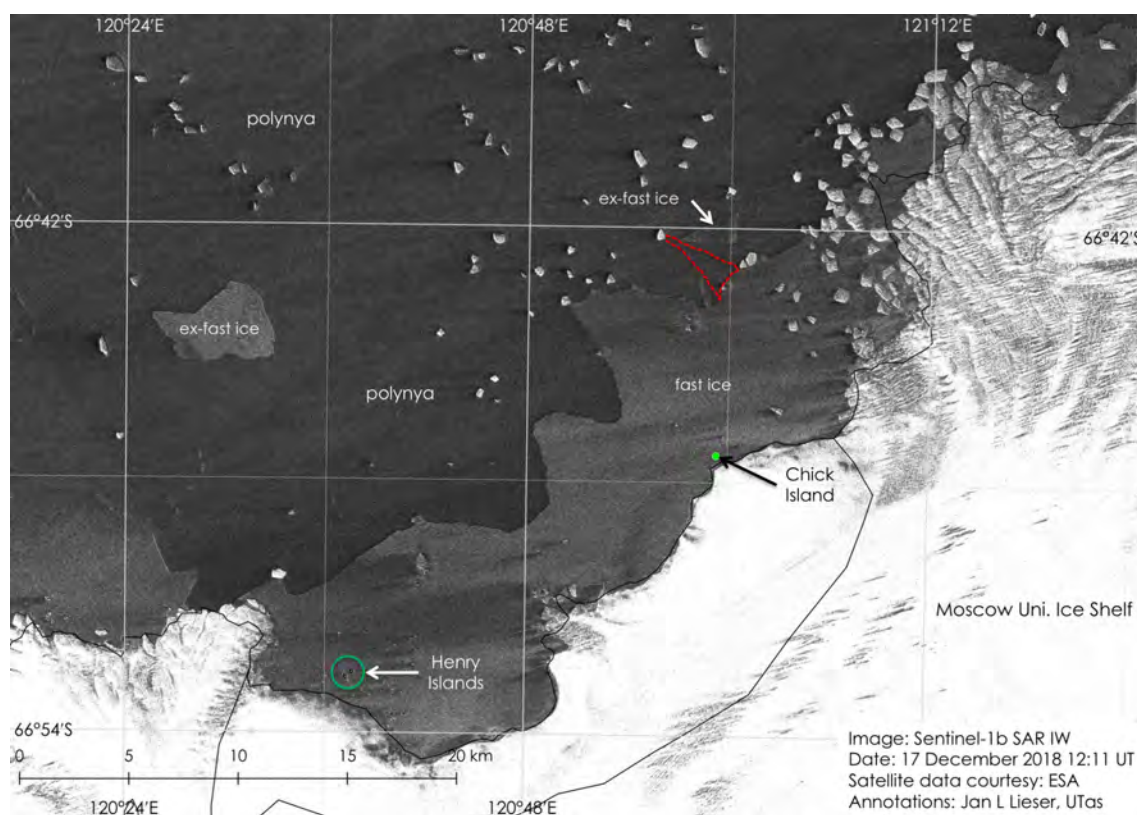 120°24'E
120°48'E
121°12'E
polynya
ex-fast ice
66°42'S
66°42'S
ex-fast ice
fast ice
polynya
Chick
Island
Moscow Uni. Ice Shelf
Henry
Islands
66°54'S
0 5 10 15 20 km
Image: Sentinel-1b SAR IW
Date: 17 December 2018 12:11 UT
Satellite data courtesy: ESA
Annotations: Jan L Lieser, UTas
120°24'E
120°48'E